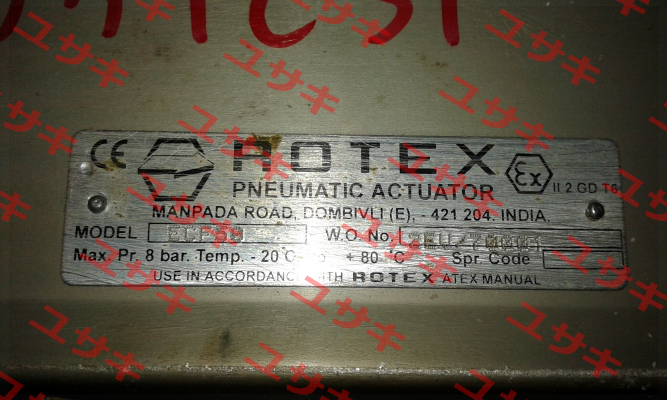 CE ROTEX Ex II 2 GD T6
PNEUMATIC ACTUATOR
MANPADA ROAD, DOMBIVLI (E), - 421 204. INDIA.
MODEL W.O. No.
Max. Pr. 8 bar. Temp. - 20°C to + 80 °C Spr. Code
USE IN ACCORDANCE WITH ROTEX ATEX MANUAL
ユサキ